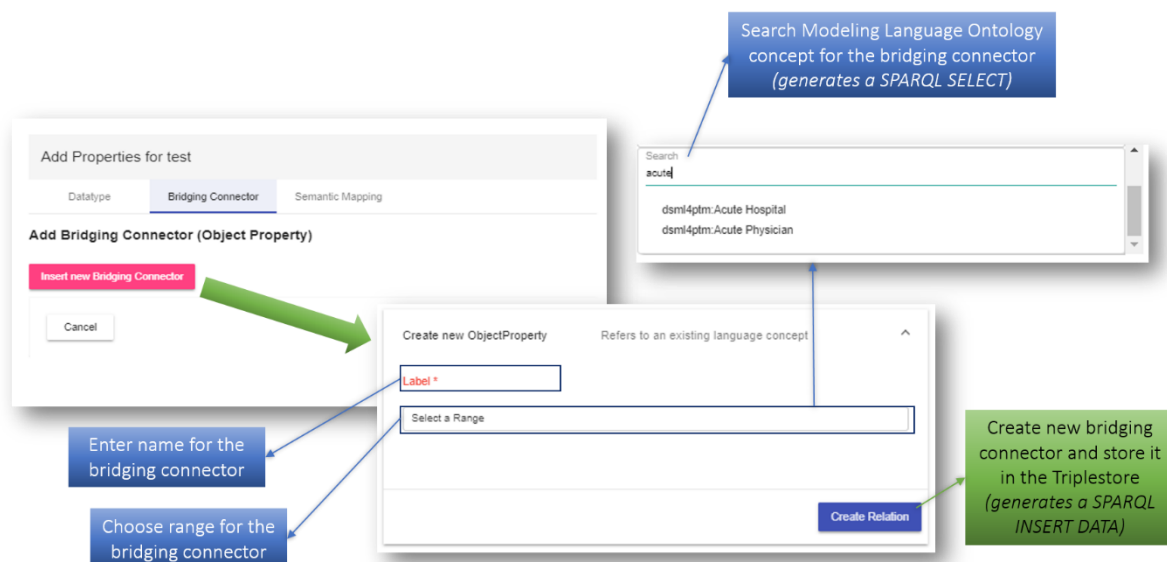 Search Modeling Language Ontology
concept for the bridging connector
(generates a SPARQL SELECT)
Add Properties for test
Datatype
Bridging Connector
Semantic Mapping
Add Bridging Connector (Object Property)
Insert new Bridging Connector
Cancel
Search
acute
dsml4ptm:Acute Hospital
dsml4ptm:Acute Physician
Create new ObjectProperty
Refers to an existing language concept
Label *
Select a Range
Create Relation
Enter name for the
bridging connector
Choose range for the
bridging connector
Create new bridging
connector and store it
in the Triplestore
(generates a SPARQL
INSERT DATA)